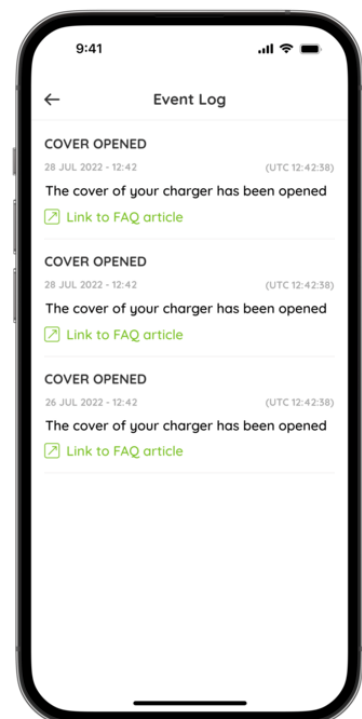 9:41
Event Log
COVER OPENED
28 JUL 2022 - 12:42 (UTC 12:42:38)
The cover of your charger has been opened
Link to FAQ article
COVER OPENED
28 JUL 2022 - 12:42 (UTC 12:42:38)
The cover of your charger has been opened
Link to FAQ article
COVER OPENED
26 JUL 2022 - 12:42 (UTC 12:42:38)
The cover of your charger has been opened
Link to FAQ article